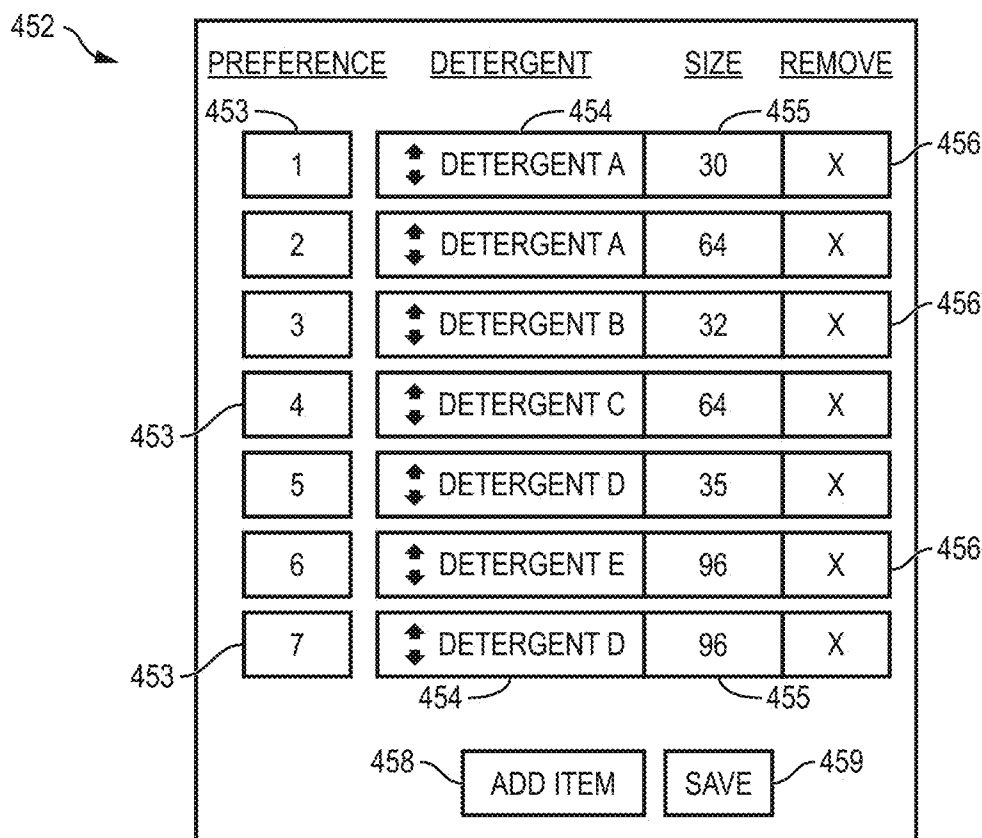 452
PREFERENCE DETERGENT SIZE REMOVE
453 454 455
1 DETERGENT A 30 X 456
2 DETERGENT A 64 X
3 DETERGENT B 32 X 456
4 DETERGENT C 64 X
453
5 DETERGENT D 35 X
6 DETERGENT E 96 X 456
7 DETERGENT D 96 X
453
454 455
458 ADD ITEM SAVE 459